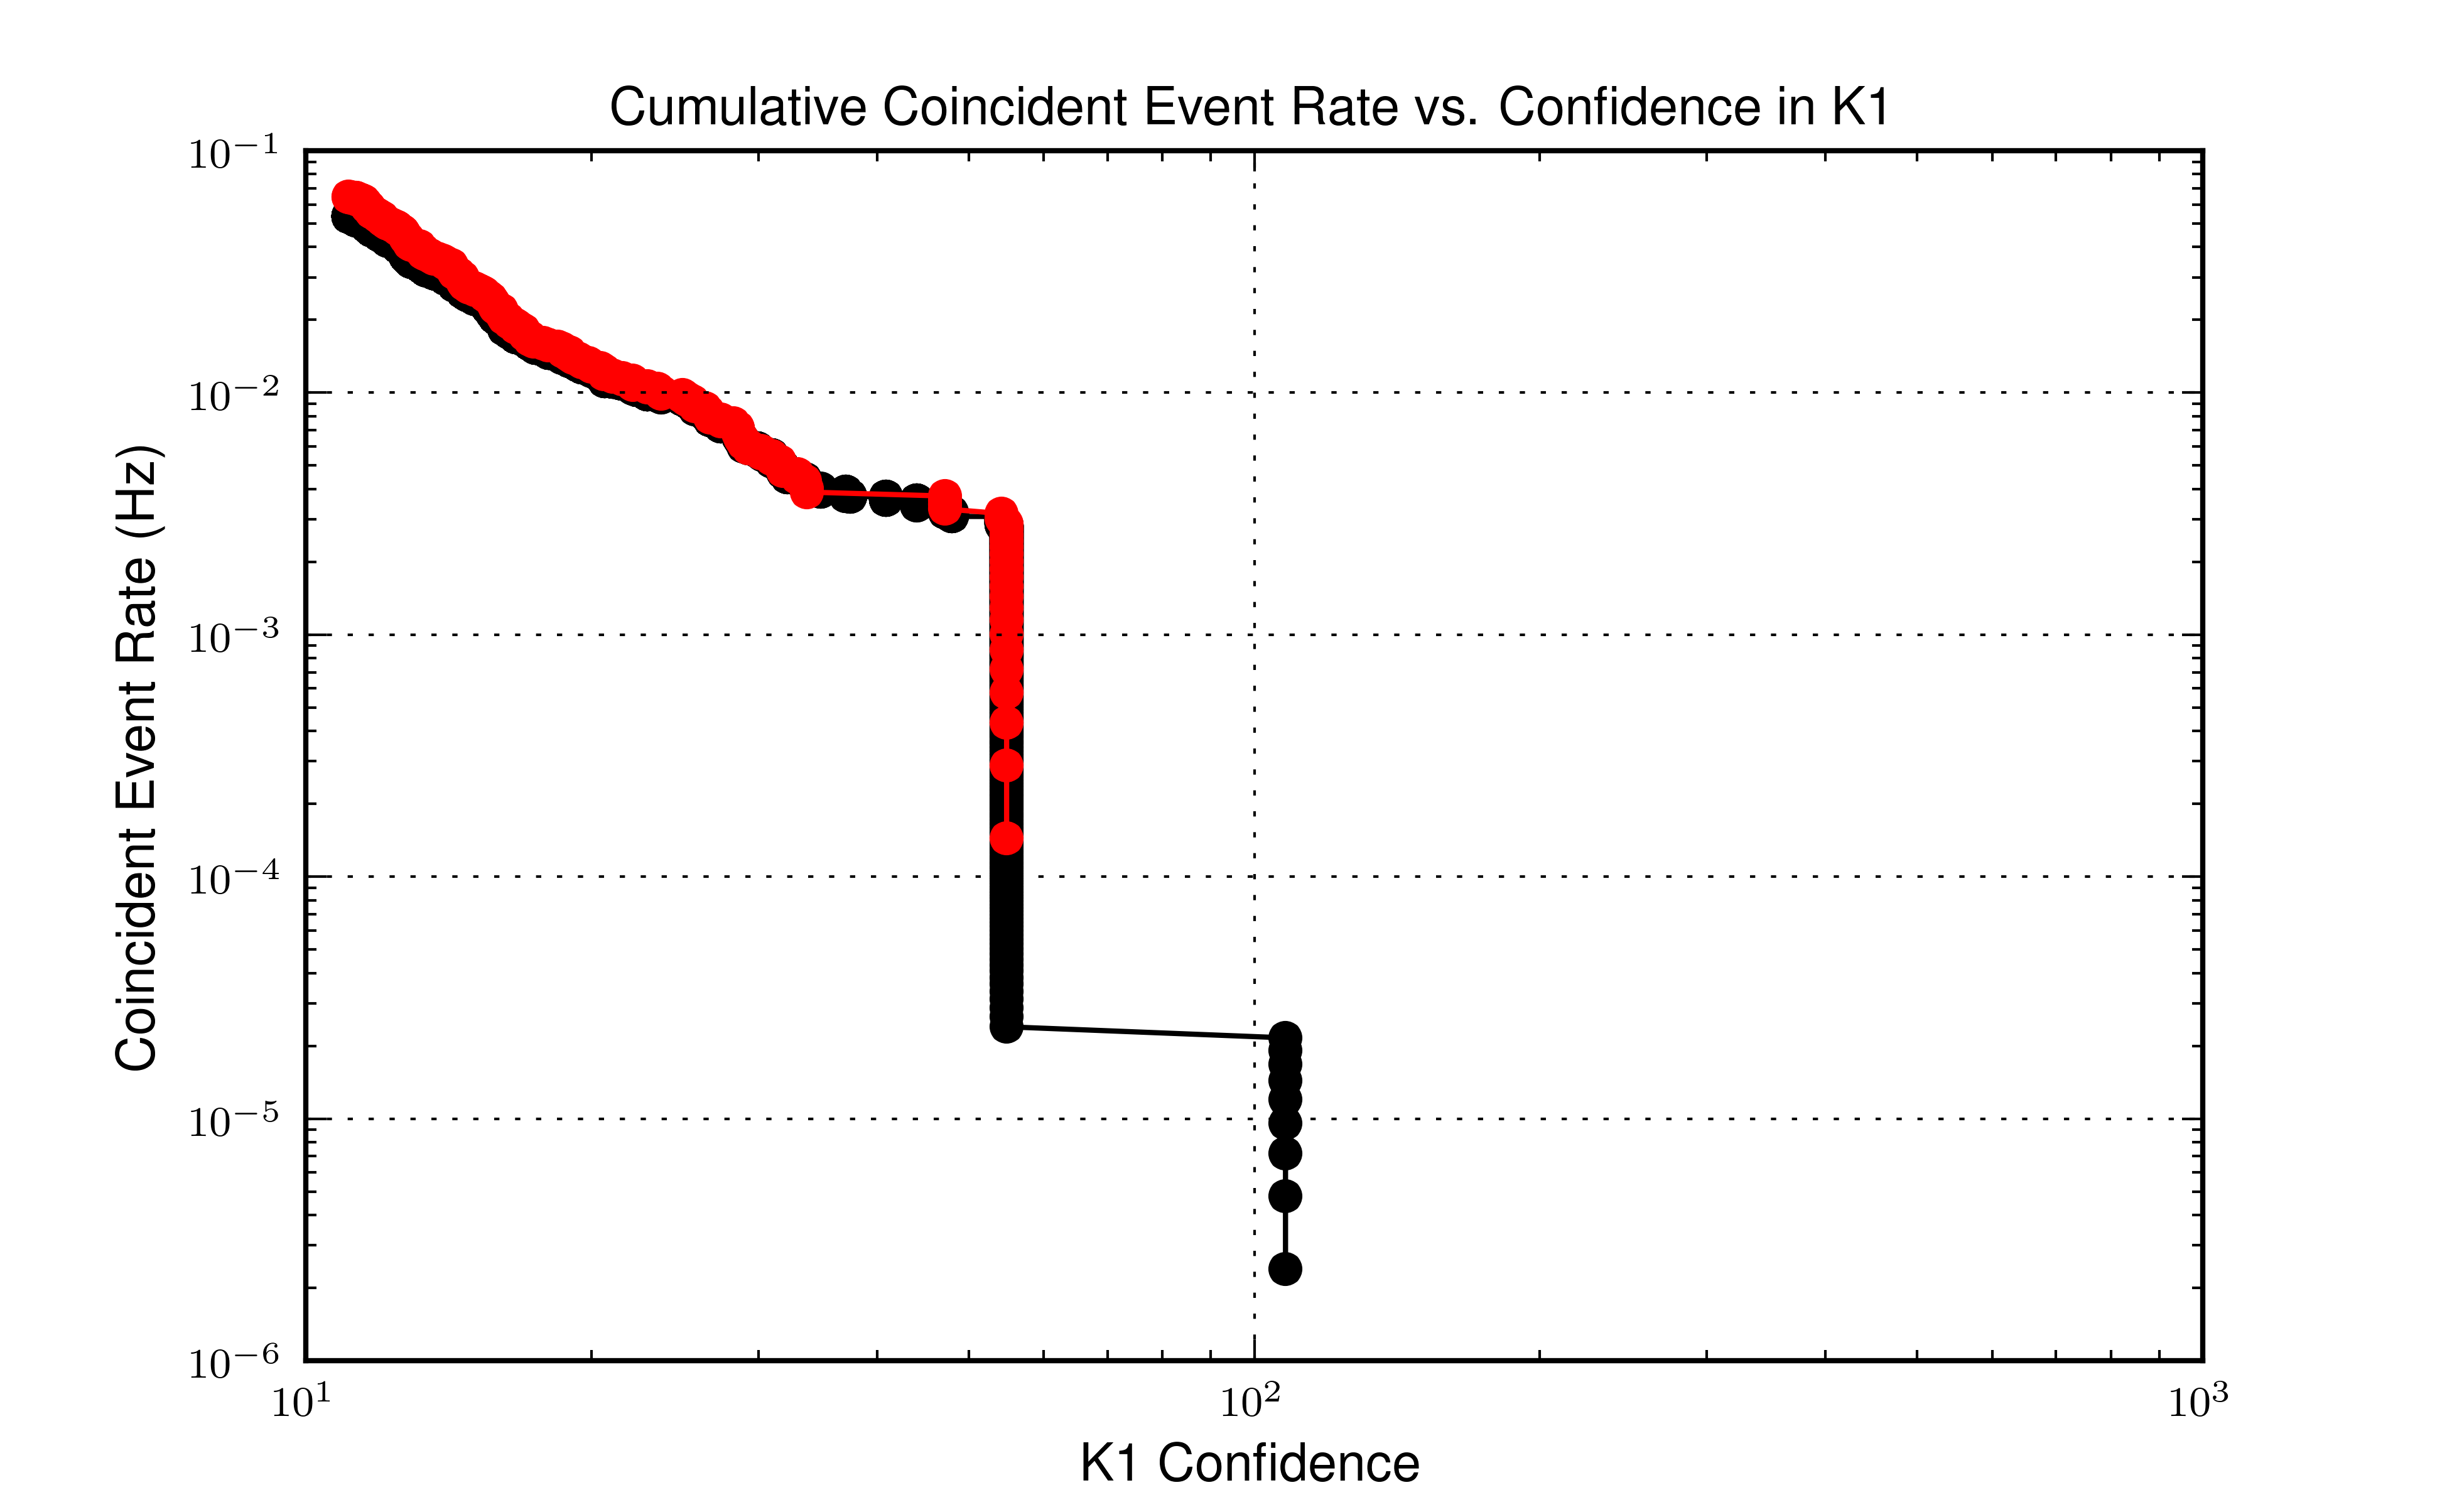 Cumulative Coincident Event Rate vs. Confidence in K1
10⁻¹
10⁻²
10⁻³
10⁻⁴
10⁻⁵
10⁻⁶
Coincident Event Rate (Hz)
10¹ 10² 10³
K1 Confidence